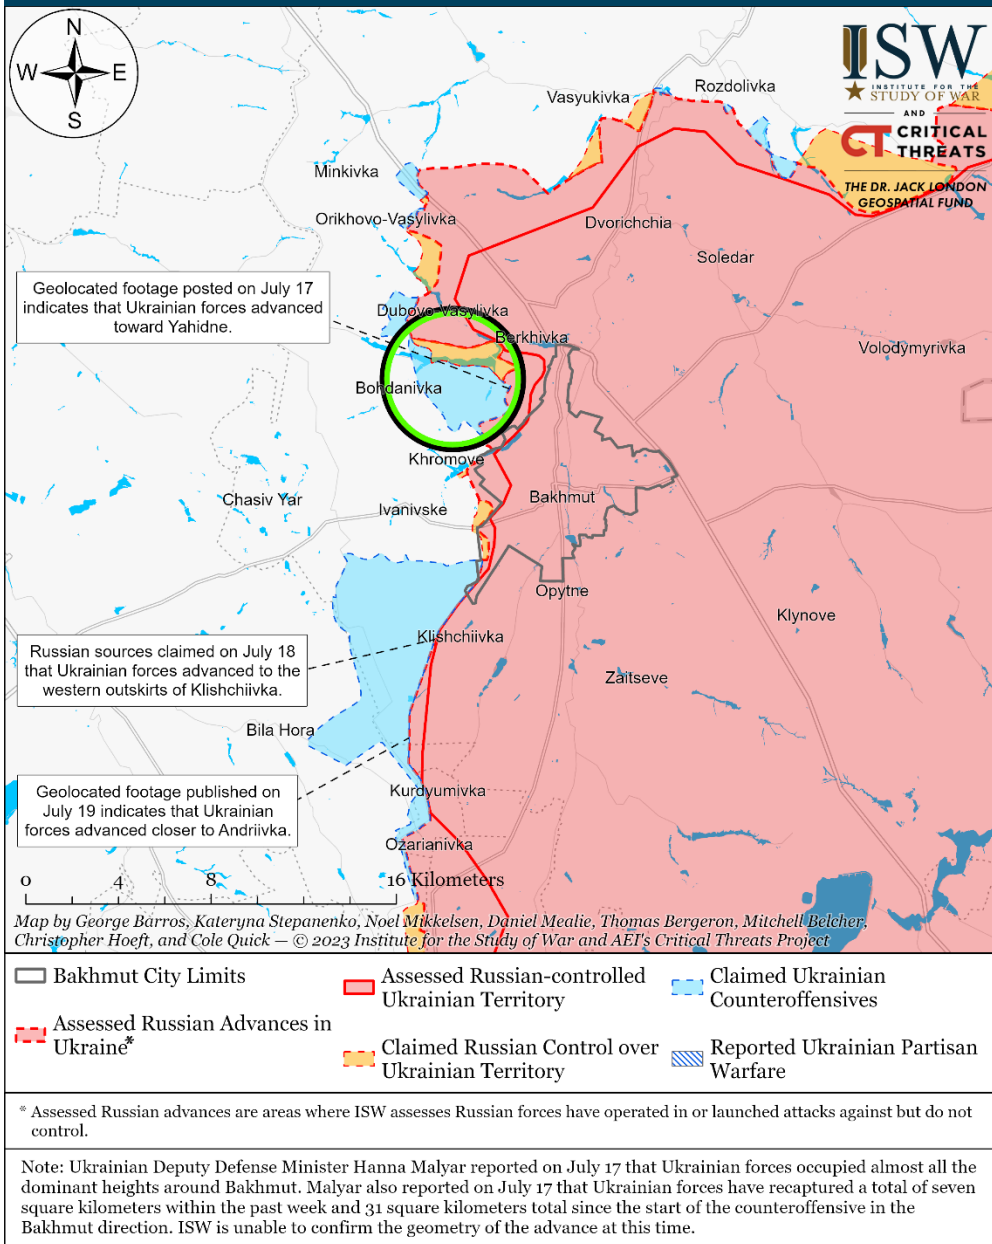 N
W E
S
ISW
INSTITUTE FOR THE
STUDY OF WAR
AND
CT CRITICAL
THREATS
THE DR. JACK LONDON
GEOSPATIAL FUND
Vasyukivka
Rozdolivka
Minkivka
Orikhovo-Vasylivka
Dvorichchia
Soledar
Geolocated footage posted on July 17
indicates that Ukrainian forces advanced
toward Yahidne.
Dubovo-Vasylivka
Berkhivka
Volodymyrivka
Bohdanivka
Khromove
Chasiv Yar
Ivanivske
Bakhmut
Opytne
Klynove
Klishchiivka
Russian sources claimed on July 18
that Ukrainian forces advanced to the
western outskirts of Klishchiivka.
Zaitseve
Bila Hora
Geolocated footage published on
July 19 indicates that Ukrainian
forces advanced closer to Andriivka.
Kurdyumivka
Ozarianivka
0 4 8 16 Kilometers
Map by George Barros, Kateryna Stepanenko, Noel Mikkelsen, Daniel Mealie, Thomas Bergeron, Mitchell Belcher,
Christopher Hoeft, and Cole Quick — © 2023 Institute for the Study of War and AEI's Critical Threats Project
Bakhmut City Limits
Assessed Russian Advances in
Ukraine*
Assessed Russian-controlled
Ukrainian Territory
Claimed Russian Control over
Ukrainian Territory
Claimed Ukrainian
Counteroffensives
Reported Ukrainian Partisan
Warfare
* Assessed Russian advances are areas where ISW assesses Russian forces have operated in or launched attacks against but do not
control.
Note: Ukrainian Deputy Defense Minister Hanna Malyar reported on July 17 that Ukrainian forces occupied almost all the
dominant heights around Bakhmut. Malyar also reported on July 17 that Ukrainian forces have recaptured a total of seven
square kilometers within the past week and 31 square kilometers total since the start of the counteroffensive in the
Bakhmut direction. ISW is unable to confirm the geometry of the advance at this time.